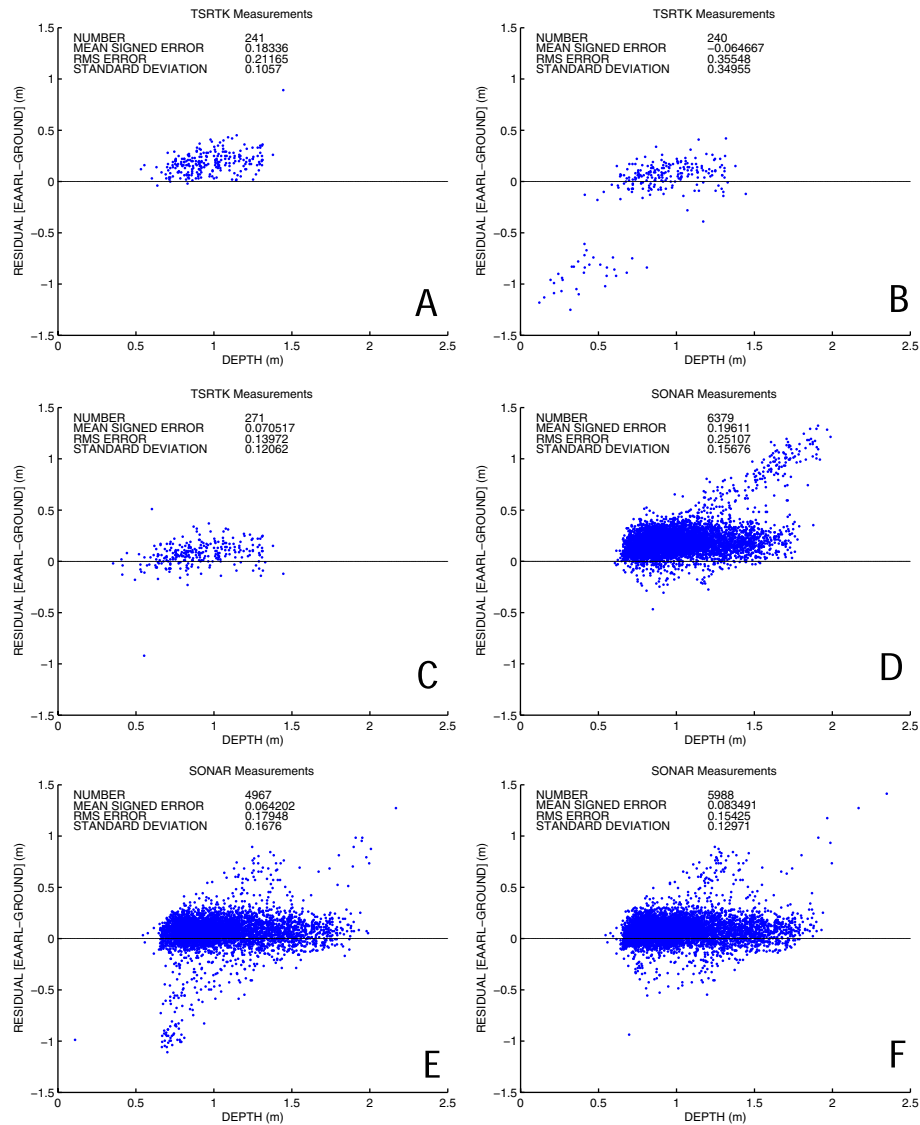 TSRTK Measurements
NUMBER 241
MEAN SIGNED ERROR 0.18336
RMS ERROR 0.21165
STANDARD DEVIATION 0.1057
1.5
1
0.5
0
−0.5
−1
−1.5
RESIDUAL [EAARL−GROUND] (m)
A
0 0.5 1 1.5 2 2.5
DEPTH (m)
TSRTK Measurements
NUMBER 240
MEAN SIGNED ERROR −0.064667
RMS ERROR 0.35548
STANDARD DEVIATION 0.34955
1.5
1
0.5
0
−0.5
−1
−1.5
RESIDUAL [EAARL−GROUND] (m)
B
0 0.5 1 1.5 2 2.5
DEPTH (m)
TSRTK Measurements
NUMBER 271
MEAN SIGNED ERROR 0.070517
RMS ERROR 0.13972
STANDARD DEVIATION 0.12062
1.5
1
0.5
0
−0.5
−1
−1.5
RESIDUAL [EAARL−GROUND] (m)
C
0 0.5 1 1.5 2 2.5
DEPTH (m)
SONAR Measurements
NUMBER 6379
MEAN SIGNED ERROR 0.19611
RMS ERROR 0.25107
STANDARD DEVIATION 0.15676
1.5
1
0.5
0
−0.5
−1
−1.5
RESIDUAL [EAARL−GROUND] (m)
D
0 0.5 1 1.5 2 2.5
DEPTH (m)
SONAR Measurements
NUMBER 4967
MEAN SIGNED ERROR 0.064202
RMS ERROR 0.17948
STANDARD DEVIATION 0.1676
1.5
1
0.5
0
−0.5
−1
−1.5
RESIDUAL [EAARL−GROUND] (m)
E
0 0.5 1 1.5 2 2.5
DEPTH (m)
SONAR Measurements
NUMBER 5988
MEAN SIGNED ERROR 0.083491
RMS ERROR 0.15425
STANDARD DEVIATION 0.12971
1.5
1
0.5
0
−0.5
−1
−1.5
RESIDUAL [EAARL−GROUND] (m)
F
0 0.5 1 1.5 2 2.5
DEPTH (m)